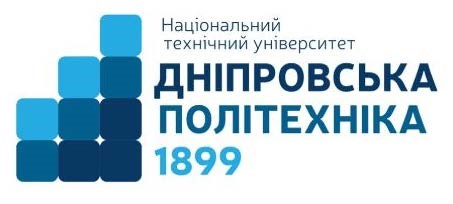 Національний
технічний університет
ДНІПРОВСЬКА
ПОЛІТЕХНІКА
1899